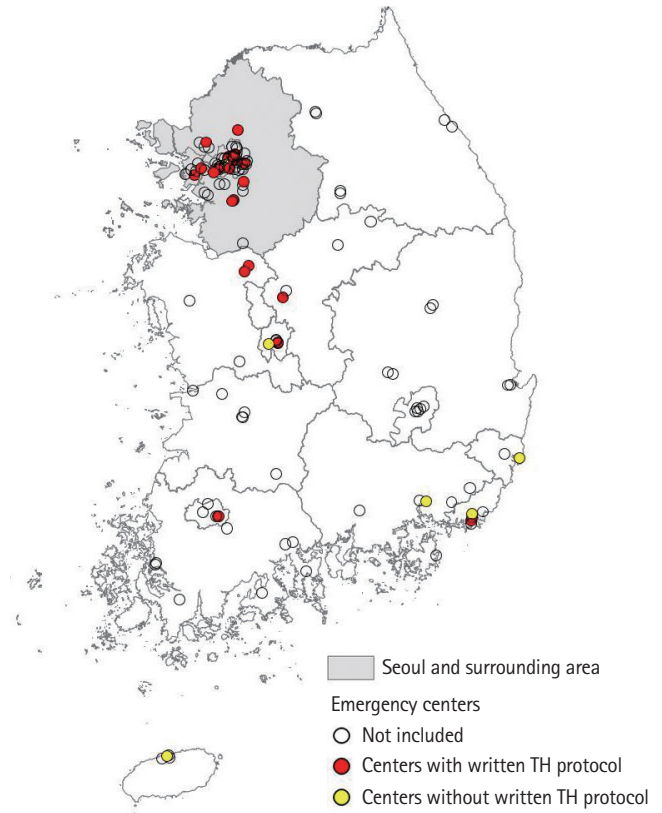 Seoul and surrounding area
Emergency centers
Not included
Centers with written TH protocol
Centers without written TH protocol